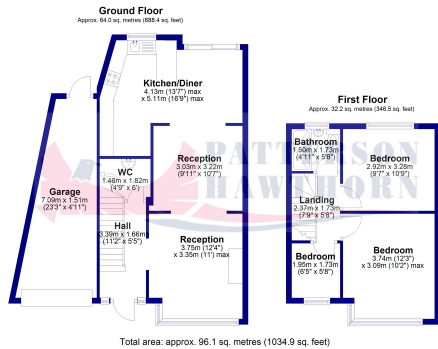 Ground Floor
Approx. 64.0 sq. metres (688.4 sq. feet)
Kitchen/Diner
4.13m (13'7") max
x 5.11m (16'9") max
First Floor
Approx. 32.2 sq. metres (346.5 sq. feet)
Bathroom
1.50m x 1.73m
(4'11" x 5'8")
Bedroom
2.92m x 3.28m
(9'7" x 10'9")
PATTERSON
HAWTHORN
Reception
3.03m x 3.22m
(9'11" x 10'7")
WC
1.46m x 1.82m
(4'9" x 6')
Garage
7.09m x 1.51m
(23'3" x 4'11")
Landing
2.37m x 1.73m
(7'9" x 5'8")
Hall
3.39m x 1.66m
(11'2" x 5'5")
Reception
3.75m (12'4")
x 3.35m (11') max
Bedroom
1.95m x 1.73m
(6'5" x 5'8")
Bedroom
3.74m (12'3")
x 3.09m (10'2") max
PATTERSON
HAWTHORN
Total area: approx. 96.1 sq. metres (1034.9 sq. feet)